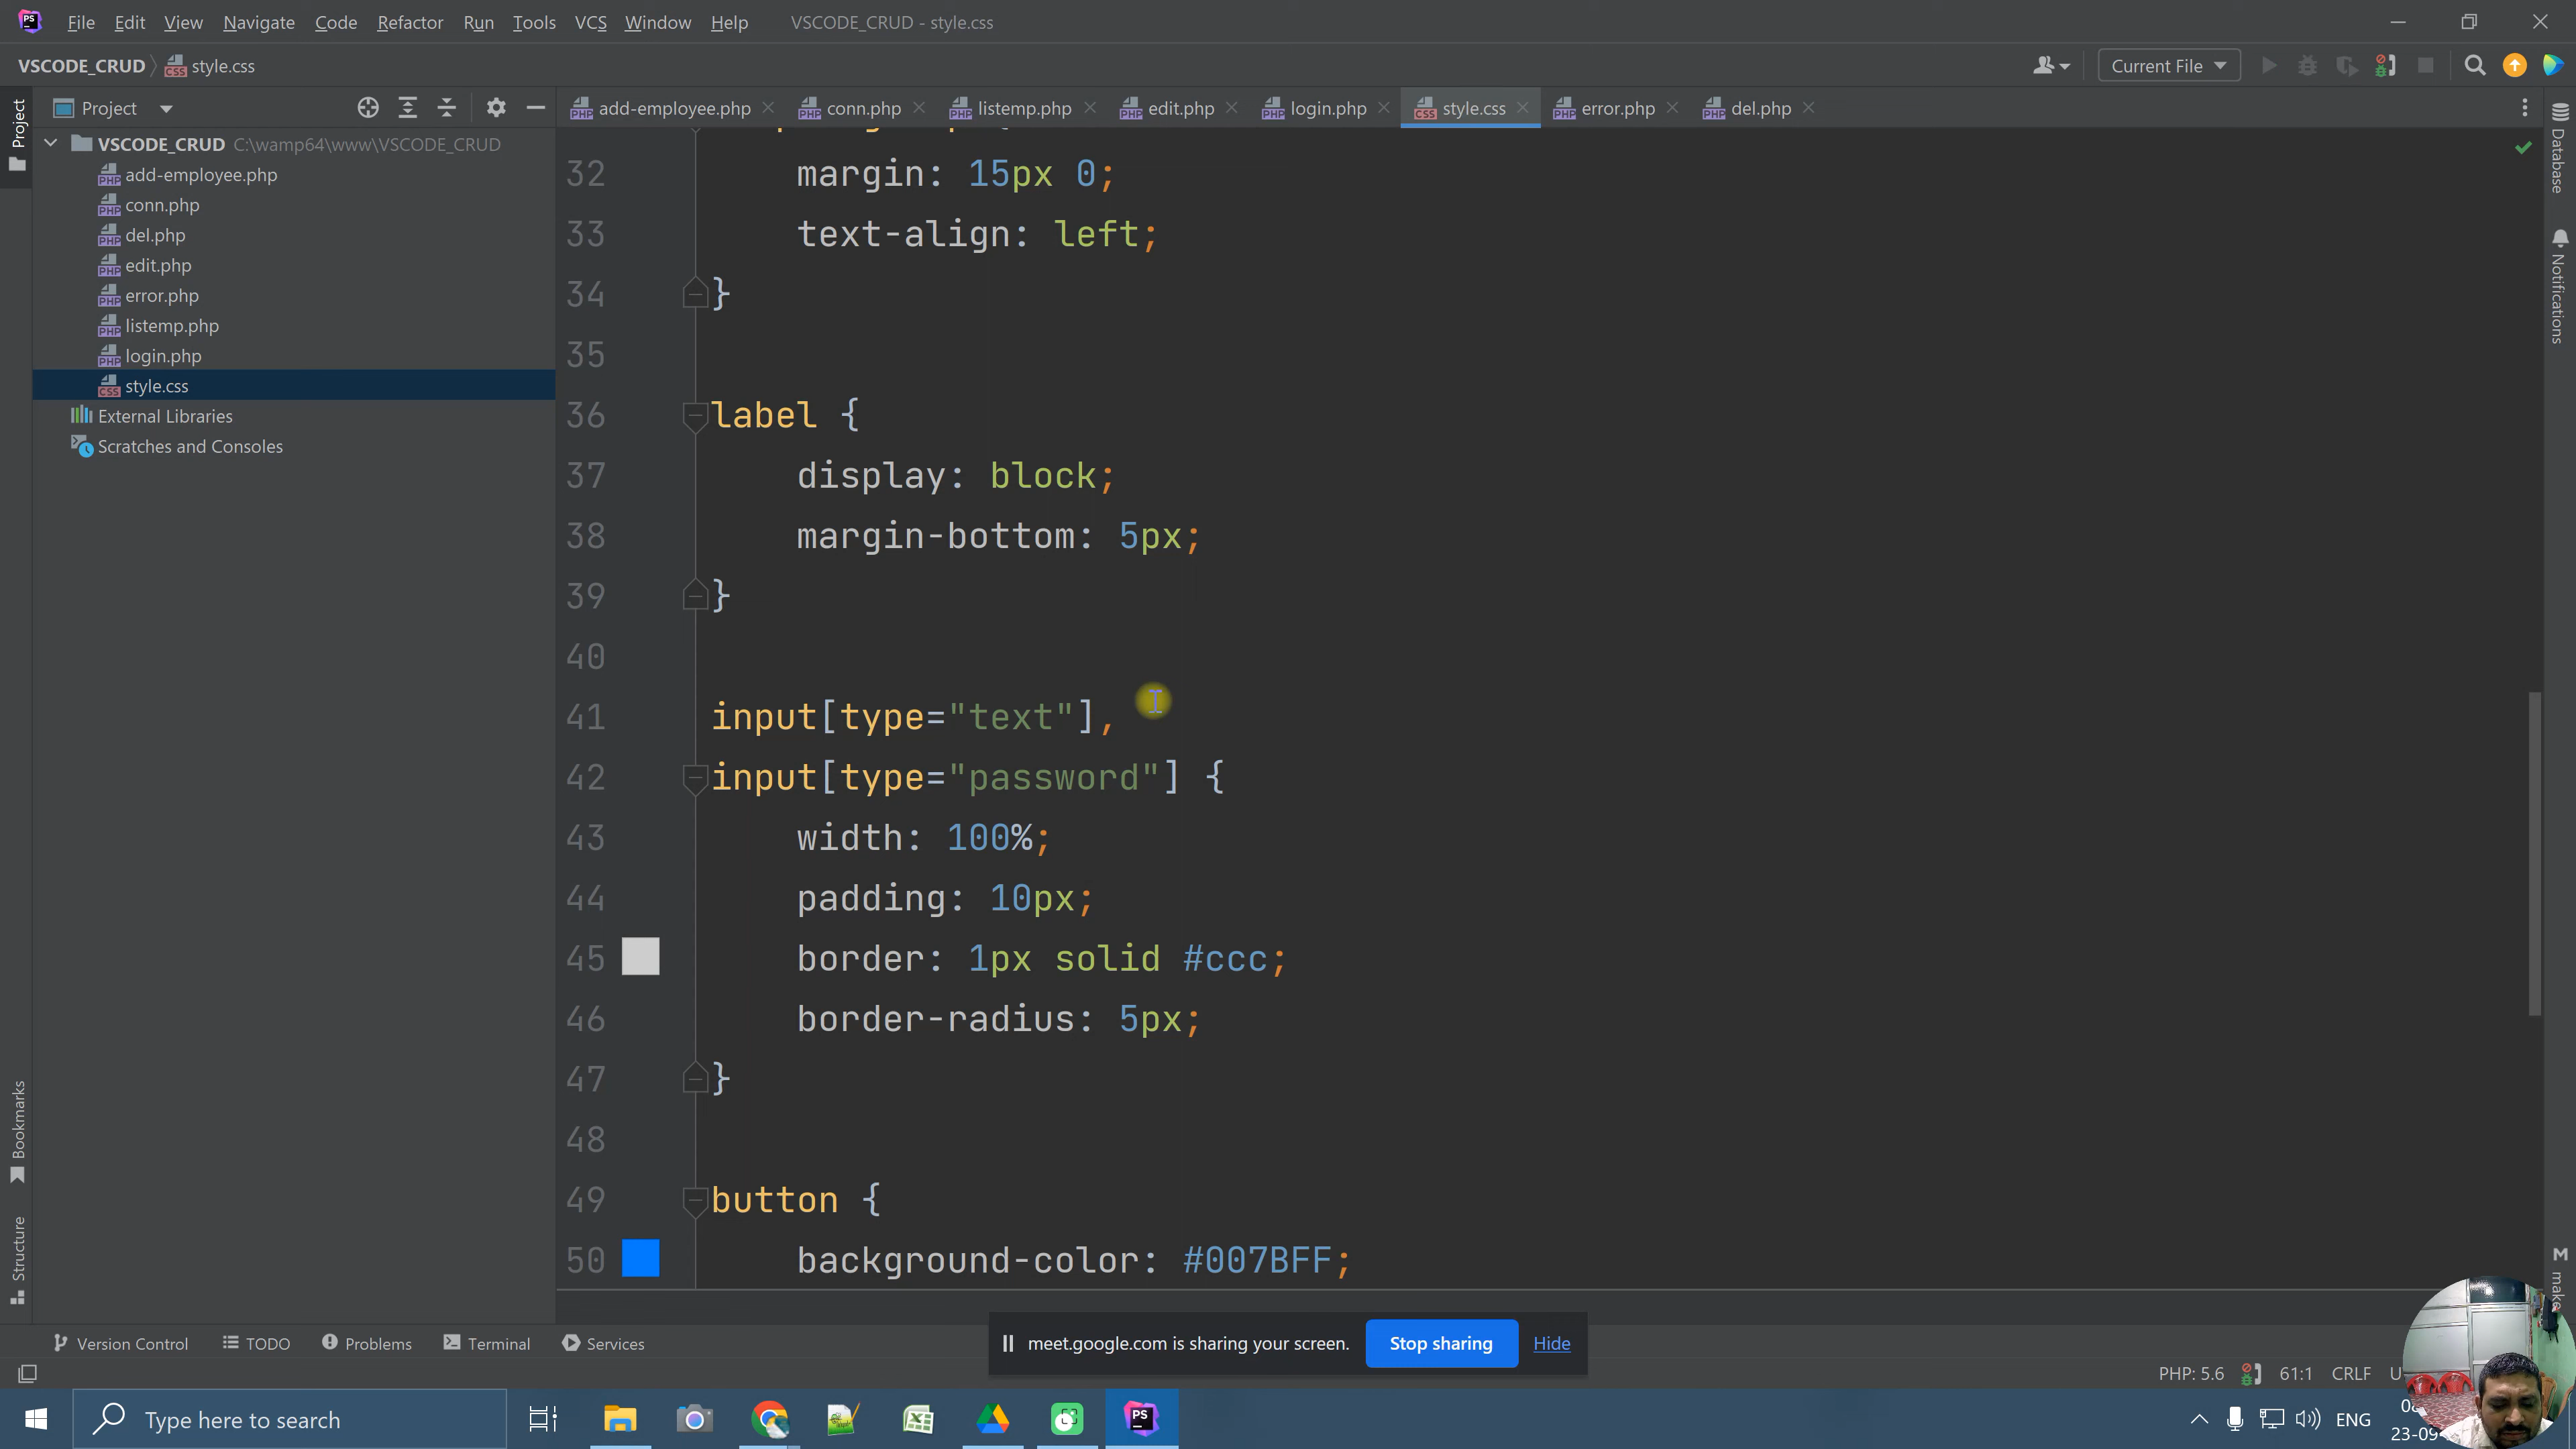 File Edit View Navigate Code Refactor Run Tools VCS Window Help VSCODE_CRUD - style.css
VSCODE_CRUD style.css Current File
Project
add-employee.php conn.php listemp.php edit.php login.php style.css error.php del.php
Project
Database
Notifications
VSCODE_CRUD C:\wamp64\www\VSCODE_CRUD
add-employee.php
conn.php
del.php
edit.php
error.php
listemp.php
login.php
style.css
External Libraries
Scratches and Consoles
32 margin: 15px 0;
33 text-align: left;
34 }
35
36 label {
37 display: block;
38 margin-bottom: 5px;
39 }
40
41 input[type="text"],
42 input[type="password"] {
43 width: 100%;
44 padding: 10px;
45 border: 1px solid #ccc;
46 border-radius: 5px;
47 }
48
49 button {
50 background-color: #007BFF;
Bookmarks
Structure
make
Version Control TODO Problems Terminal Services
meet.google.com is sharing your screen. Stop sharing Hide
PHP: 5.6 61:1 CRLF
Type here to search
ENG